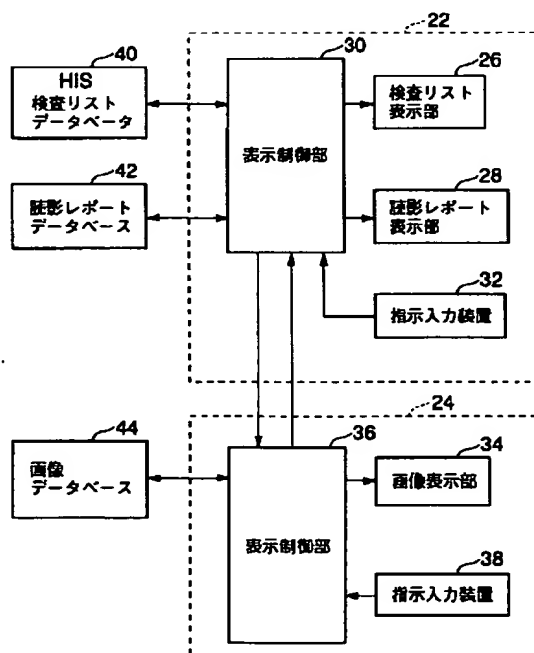 22
40
HIS
検査リスト
データベータ
30
表示制御部
26
検査リスト
表示部
42
読影レポート
データベース
28
読影レポート
表示部
32
指示入力装置
24
44
画像
データベース
36
表示制御部
34
画像表示部
38
指示入力装置